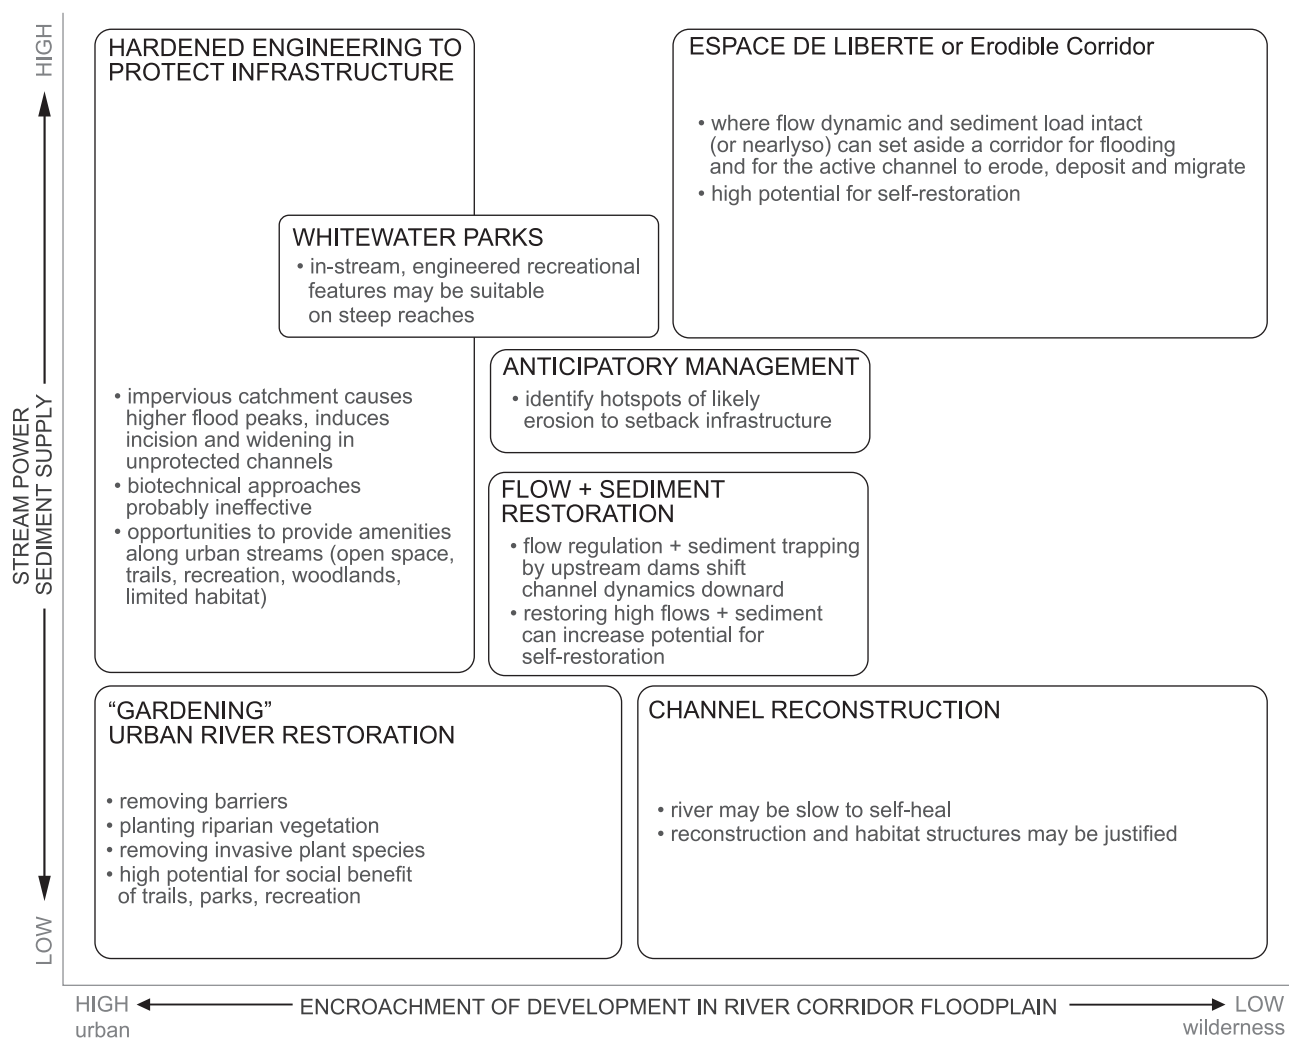 HIGH
STREAM POWER
SEDIMENT SUPPLY
LOW
HARDENED ENGINEERING TO
PROTECT INFRASTRUCTURE
• impervious catchment causes
higher flood peaks, induces
incision and widening in
unprotected channels
• biotechnical approaches
probably ineffective
• opportunities to provide amenities
along urban streams (open space,
trails, recreation, woodlands,
limited habitat)
WHITEWATER PARKS
• in-stream, engineered recreational
features may be suitable
on steep reaches
ESPACE DE LIBERTE or Erodible Corridor
• where flow dynamic and sediment load intact
(or nearlyso) can set aside a corridor for flooding
and for the active channel to erode, deposit and migrate
• high potential for self-restoration
ANTICIPATORY MANAGEMENT
• identify hotspots of likely
erosion to setback infrastructure
FLOW + SEDIMENT
RESTORATION
• flow regulation + sediment trapping
by upstream dams shift
channel dynamics downard
• restoring high flows + sediment
can increase potential for
self-restoration
“GARDENING”
URBAN RIVER RESTORATION
• removing barriers
• planting riparian vegetation
• removing invasive plant species
• high potential for social benefit
of trails, parks, recreation
CHANNEL RECONSTRUCTION
• river may be slow to self-heal
• reconstruction and habitat structures may be justified
HIGH
urban
ENCROACHMENT OF DEVELOPMENT IN RIVER CORRIDOR FLOODPLAIN
LOW
wilderness